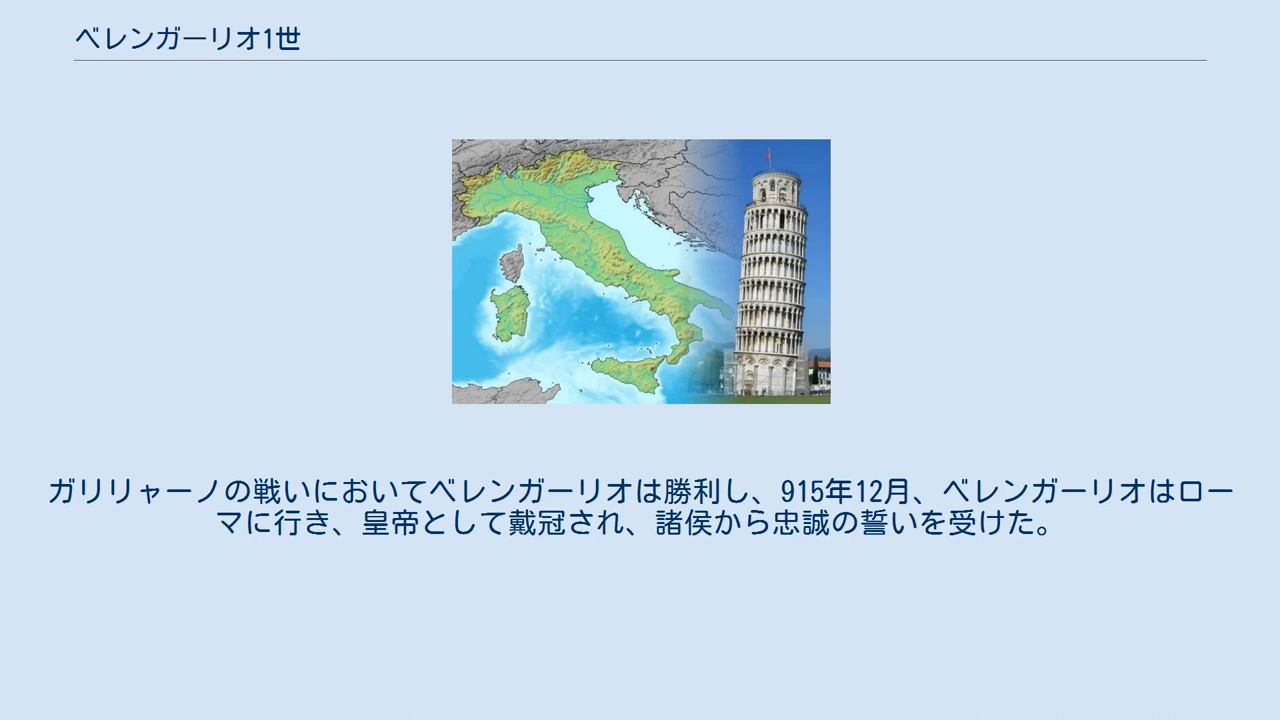 ベレンガーリオ1世
ガリリャーノの戦いにおいてベレンガーリオは勝利し、915年12月、ベレンガーリオはロー
マに行き、皇帝として戴冠され、諸侯から忠誠の誓いを受けた。